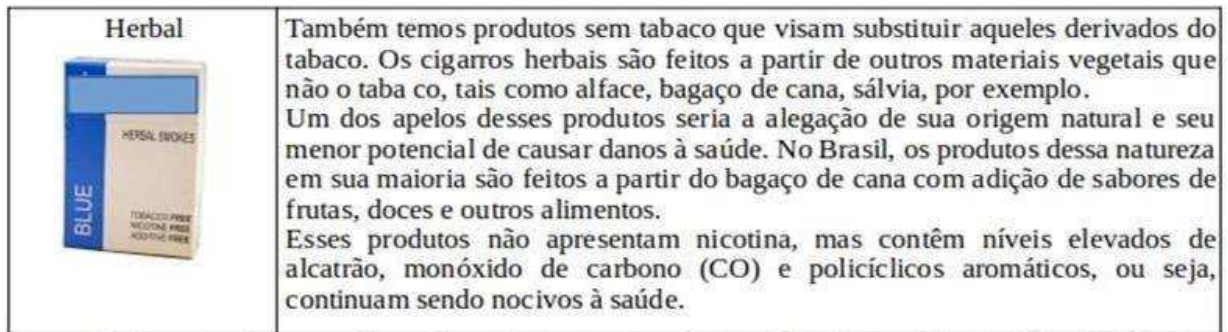 Herbal
HERBAL SMOKES
BLUE
TOBACCO FREE
NICOTINE FREE
ADDITIVE FREE
Também temos produtos sem tabaco que visam substituir aqueles derivados do
tabaco. Os cigarros herbais são feitos a partir de outros materiais vegetais que
não o taba co, tais como alface, bagaço de cana, sálvia, por exemplo.
Um dos apelos desses produtos seria a alegação de sua origem natural e seu
menor potencial de causar danos à saúde. No Brasil, os produtos dessa natureza
em sua maioria são feitos a partir do bagaço de cana com adição de sabores de
frutas, doces e outros alimentos.
Esses produtos não apresentam nicotina, mas contêm níveis elevados de
alcatrão, monóxido de carbono (CO) e policíclicos aromáticos, ou seja,
continuam sendo nocivos à saúde.